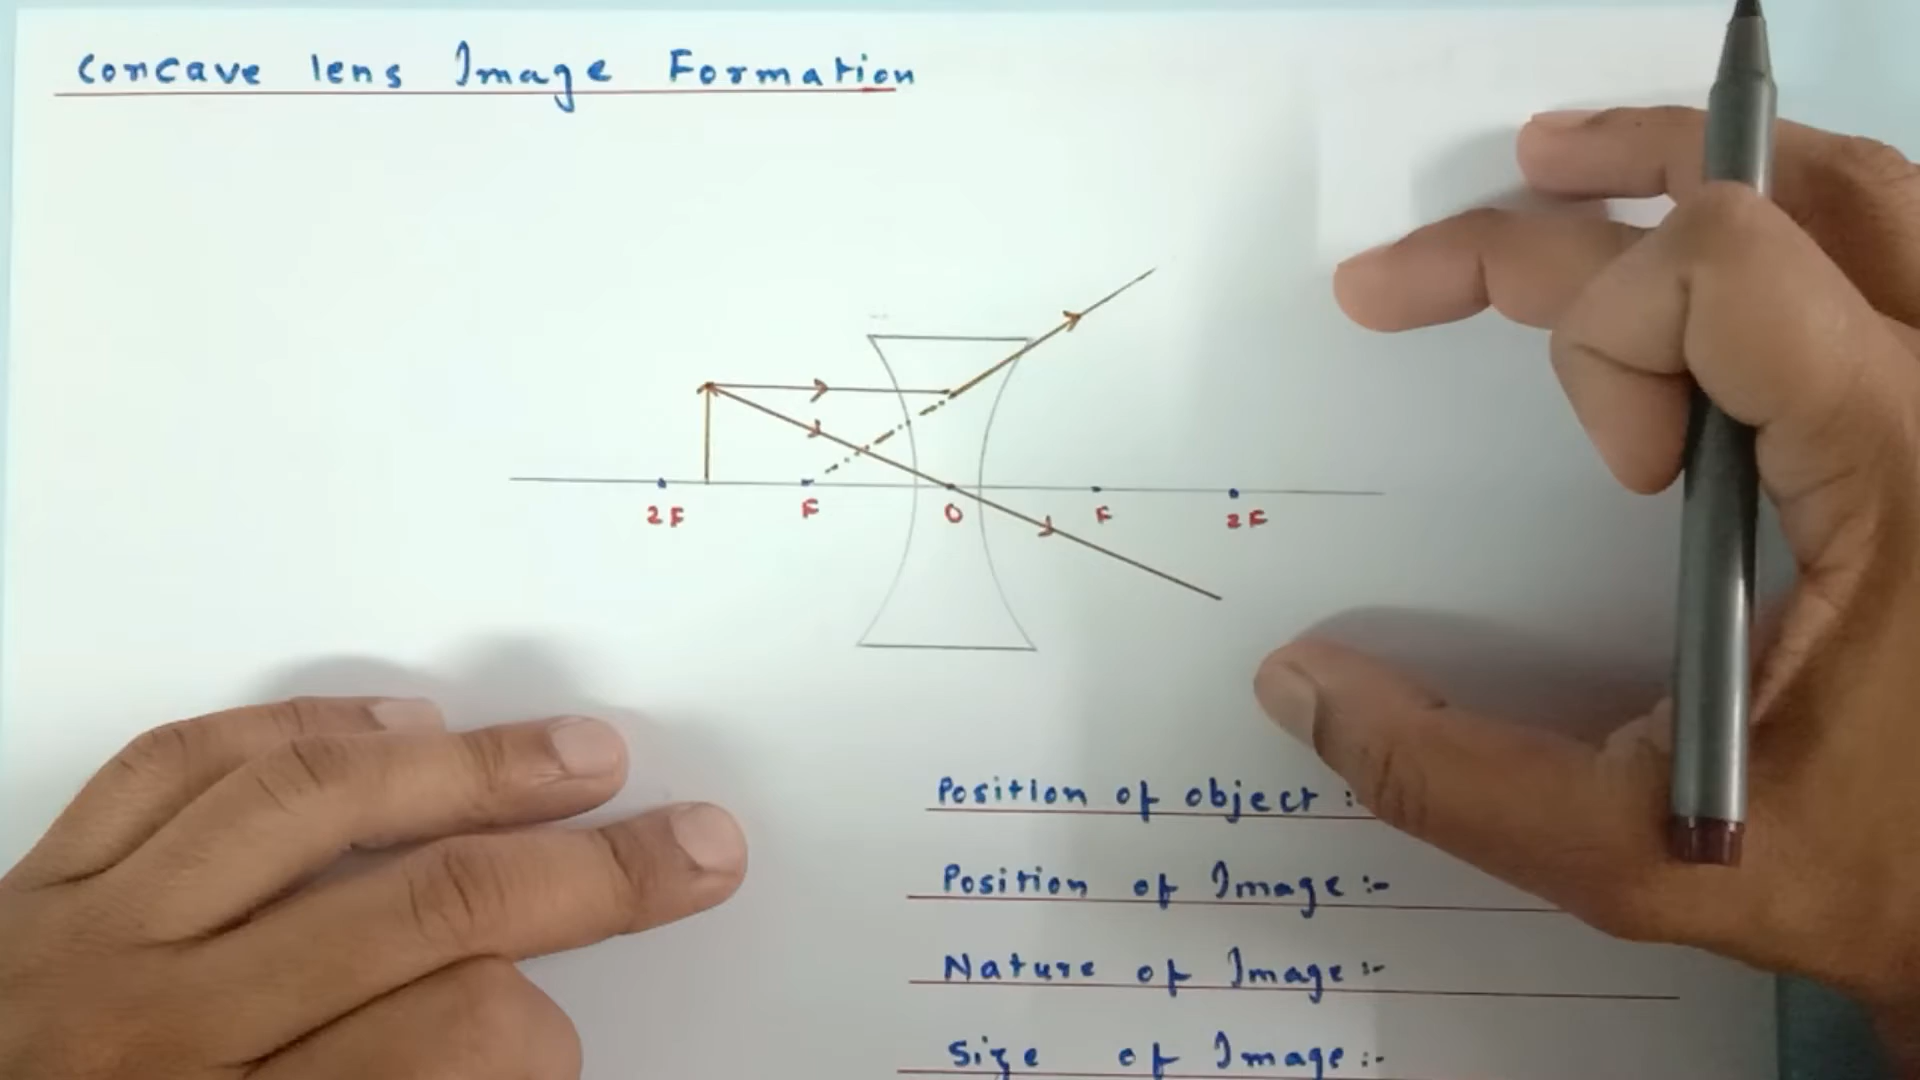 Concave lens Image Formation
2F F O F 2F
Position of object :
Position of Image :-
Nature of Image :-
Size of Image :-